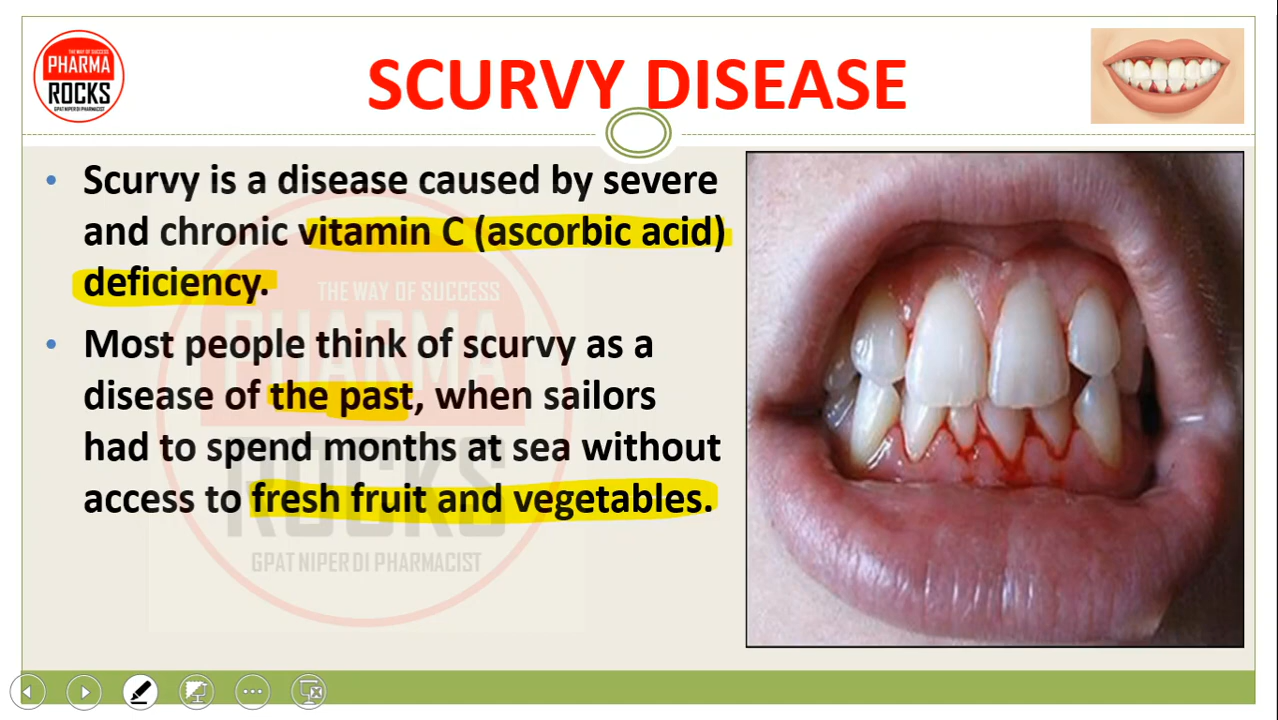 THE WAY OF SUCCESS
PHARMA
ROCKS
GPAT NIPER DI PHARMACIST
SCURVY DISEASE
• Scurvy is a disease caused by severe
and chronic vitamin C (ascorbic acid)
deficiency.
• Most people think of scurvy as a
disease of the past, when sailors
had to spend months at sea without
access to fresh fruit and vegetables.
THE WAY OF SUCCESS
PHARMA
ROCKS
GPAT NIPER DI PHARMACIST